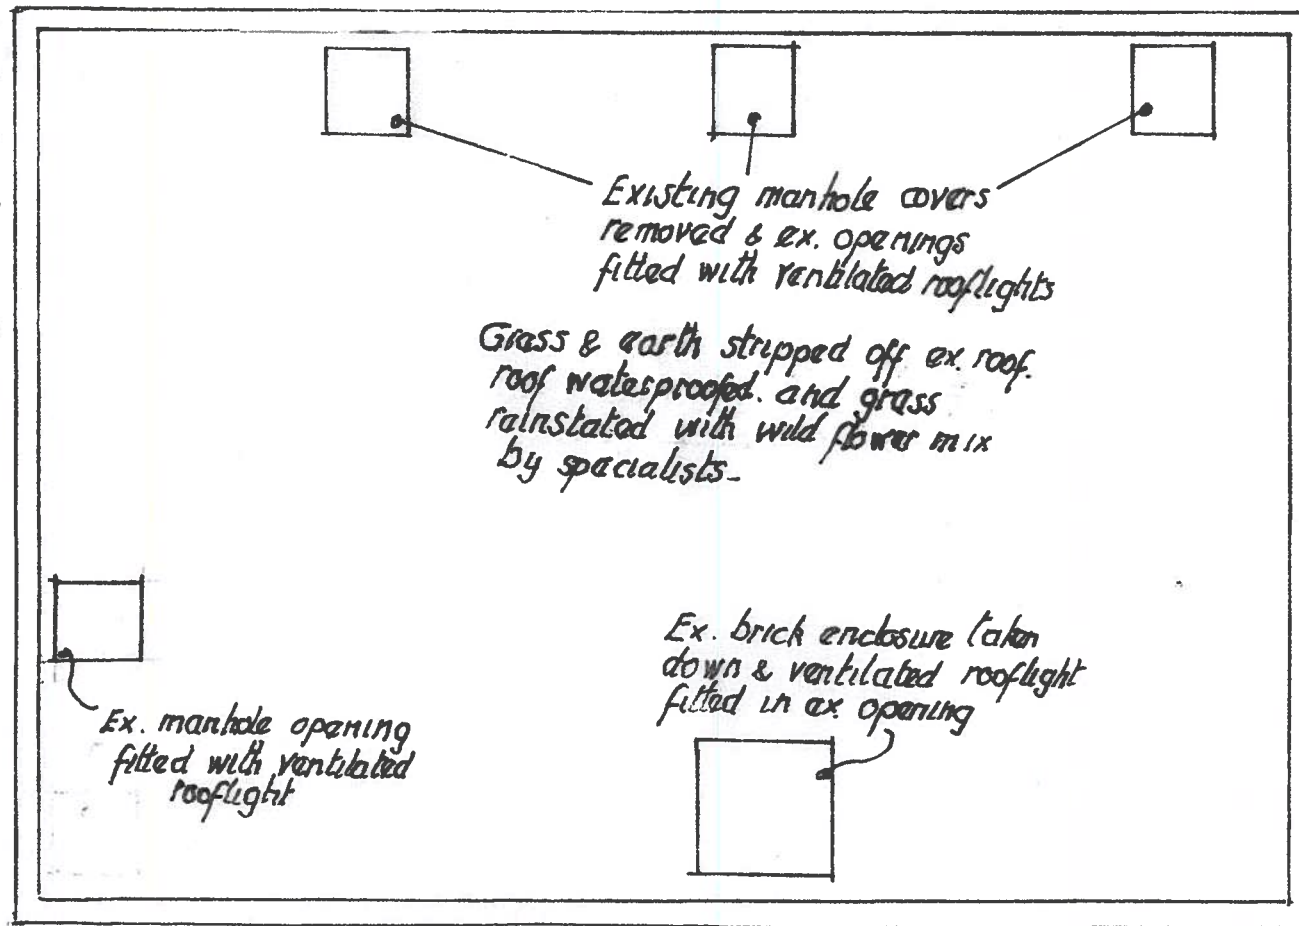 Existing manhole covers
removed & ex. openings
fitted with ventilated rooflights
Grass & earth stripped off ex. roof.
roof waterproofed. and grass
rainstated with wild flower mix
by specialists_
Ex. brick enclosure taken
down & ventilated rooflight
fitted in ex. opening
Ex. manhole opening
fitted with ventilated
rooflight